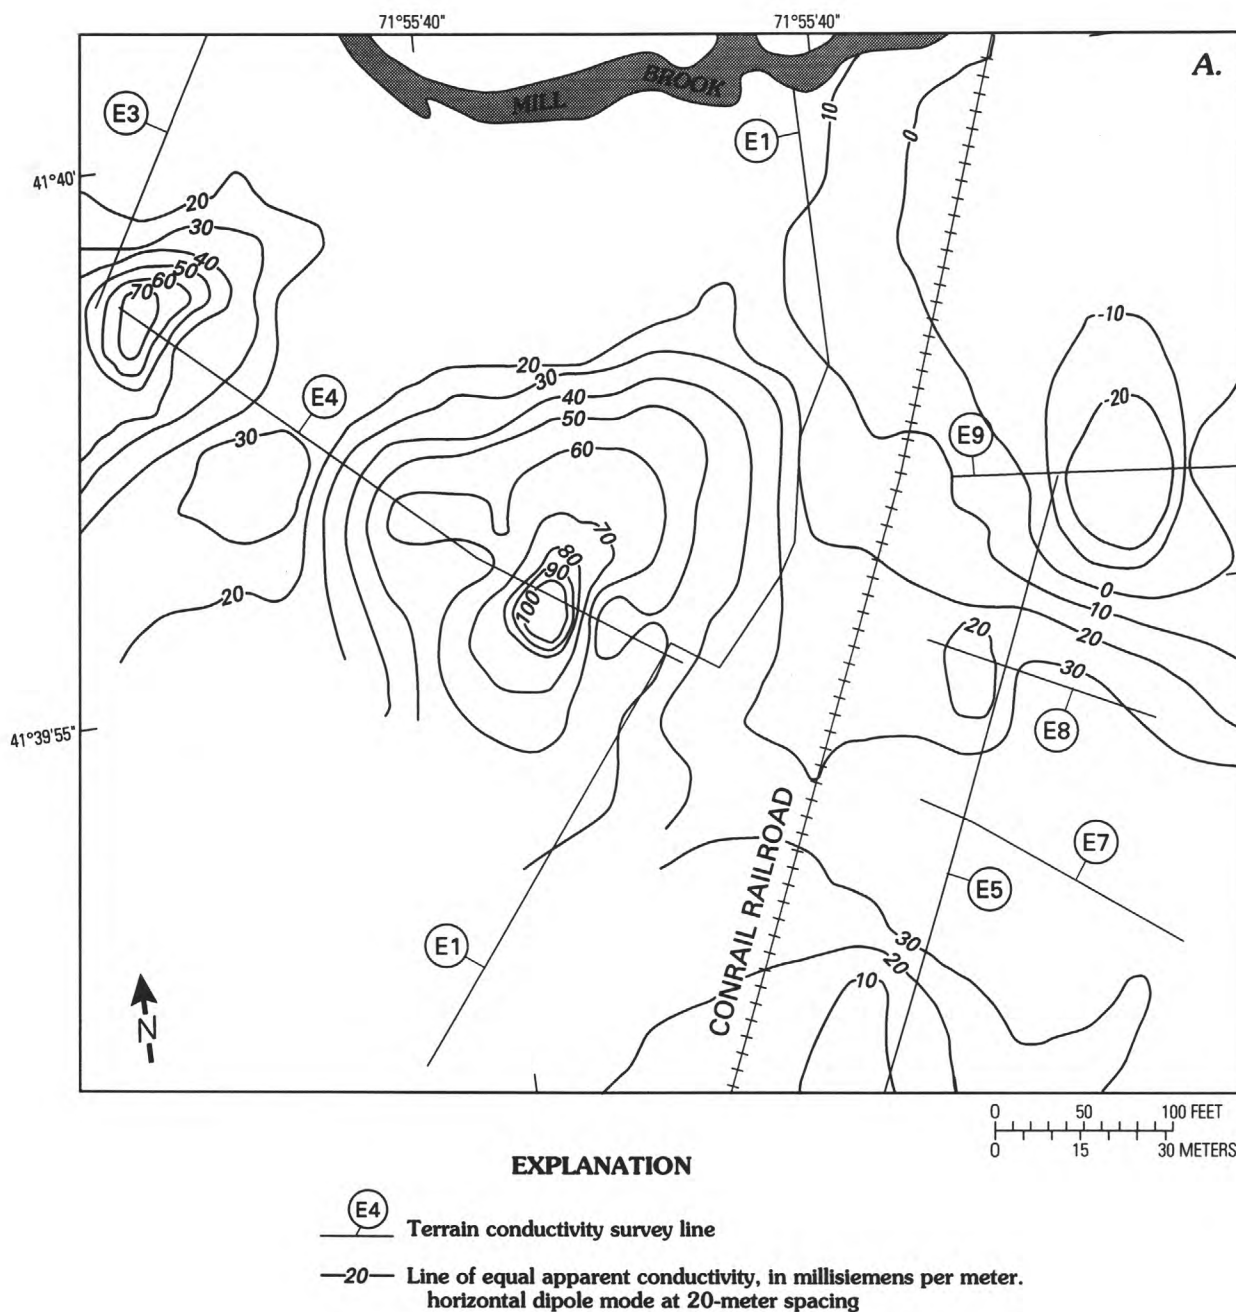 71°55'40"
71°55'40"
A.
MILL BROOK
E3
E1
10
0
41°40'
20
30
40
50
60
70
-10
-20
E4
20
30
40
50
60
30
E9
70
80
90
100
20
0
10
20
20
30
E8
41°39'55"
CONRAIL RAILROAD
E7
E5
E1
30
20
10
N
0 50 100 FEET
0 15 30 METERS
EXPLANATION
E4 Terrain conductivity survey line
20 Line of equal apparent conductivity, in millisiemens per meter.
horizontal dipole mode at 20-meter spacing